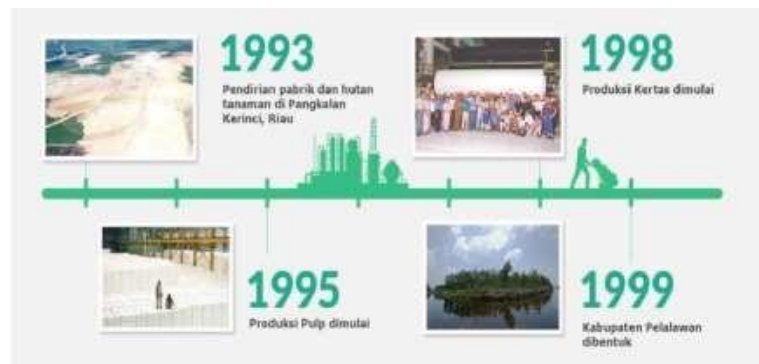 1993
Pendirian pabrik dan hutan
tanaman di Pangkalan
Kerinci, Riau
1998
Produksi Kertas dimulai
1995
Produksi Pulp dimulai
1999
Kabupaten Pelalawan
dibentuk